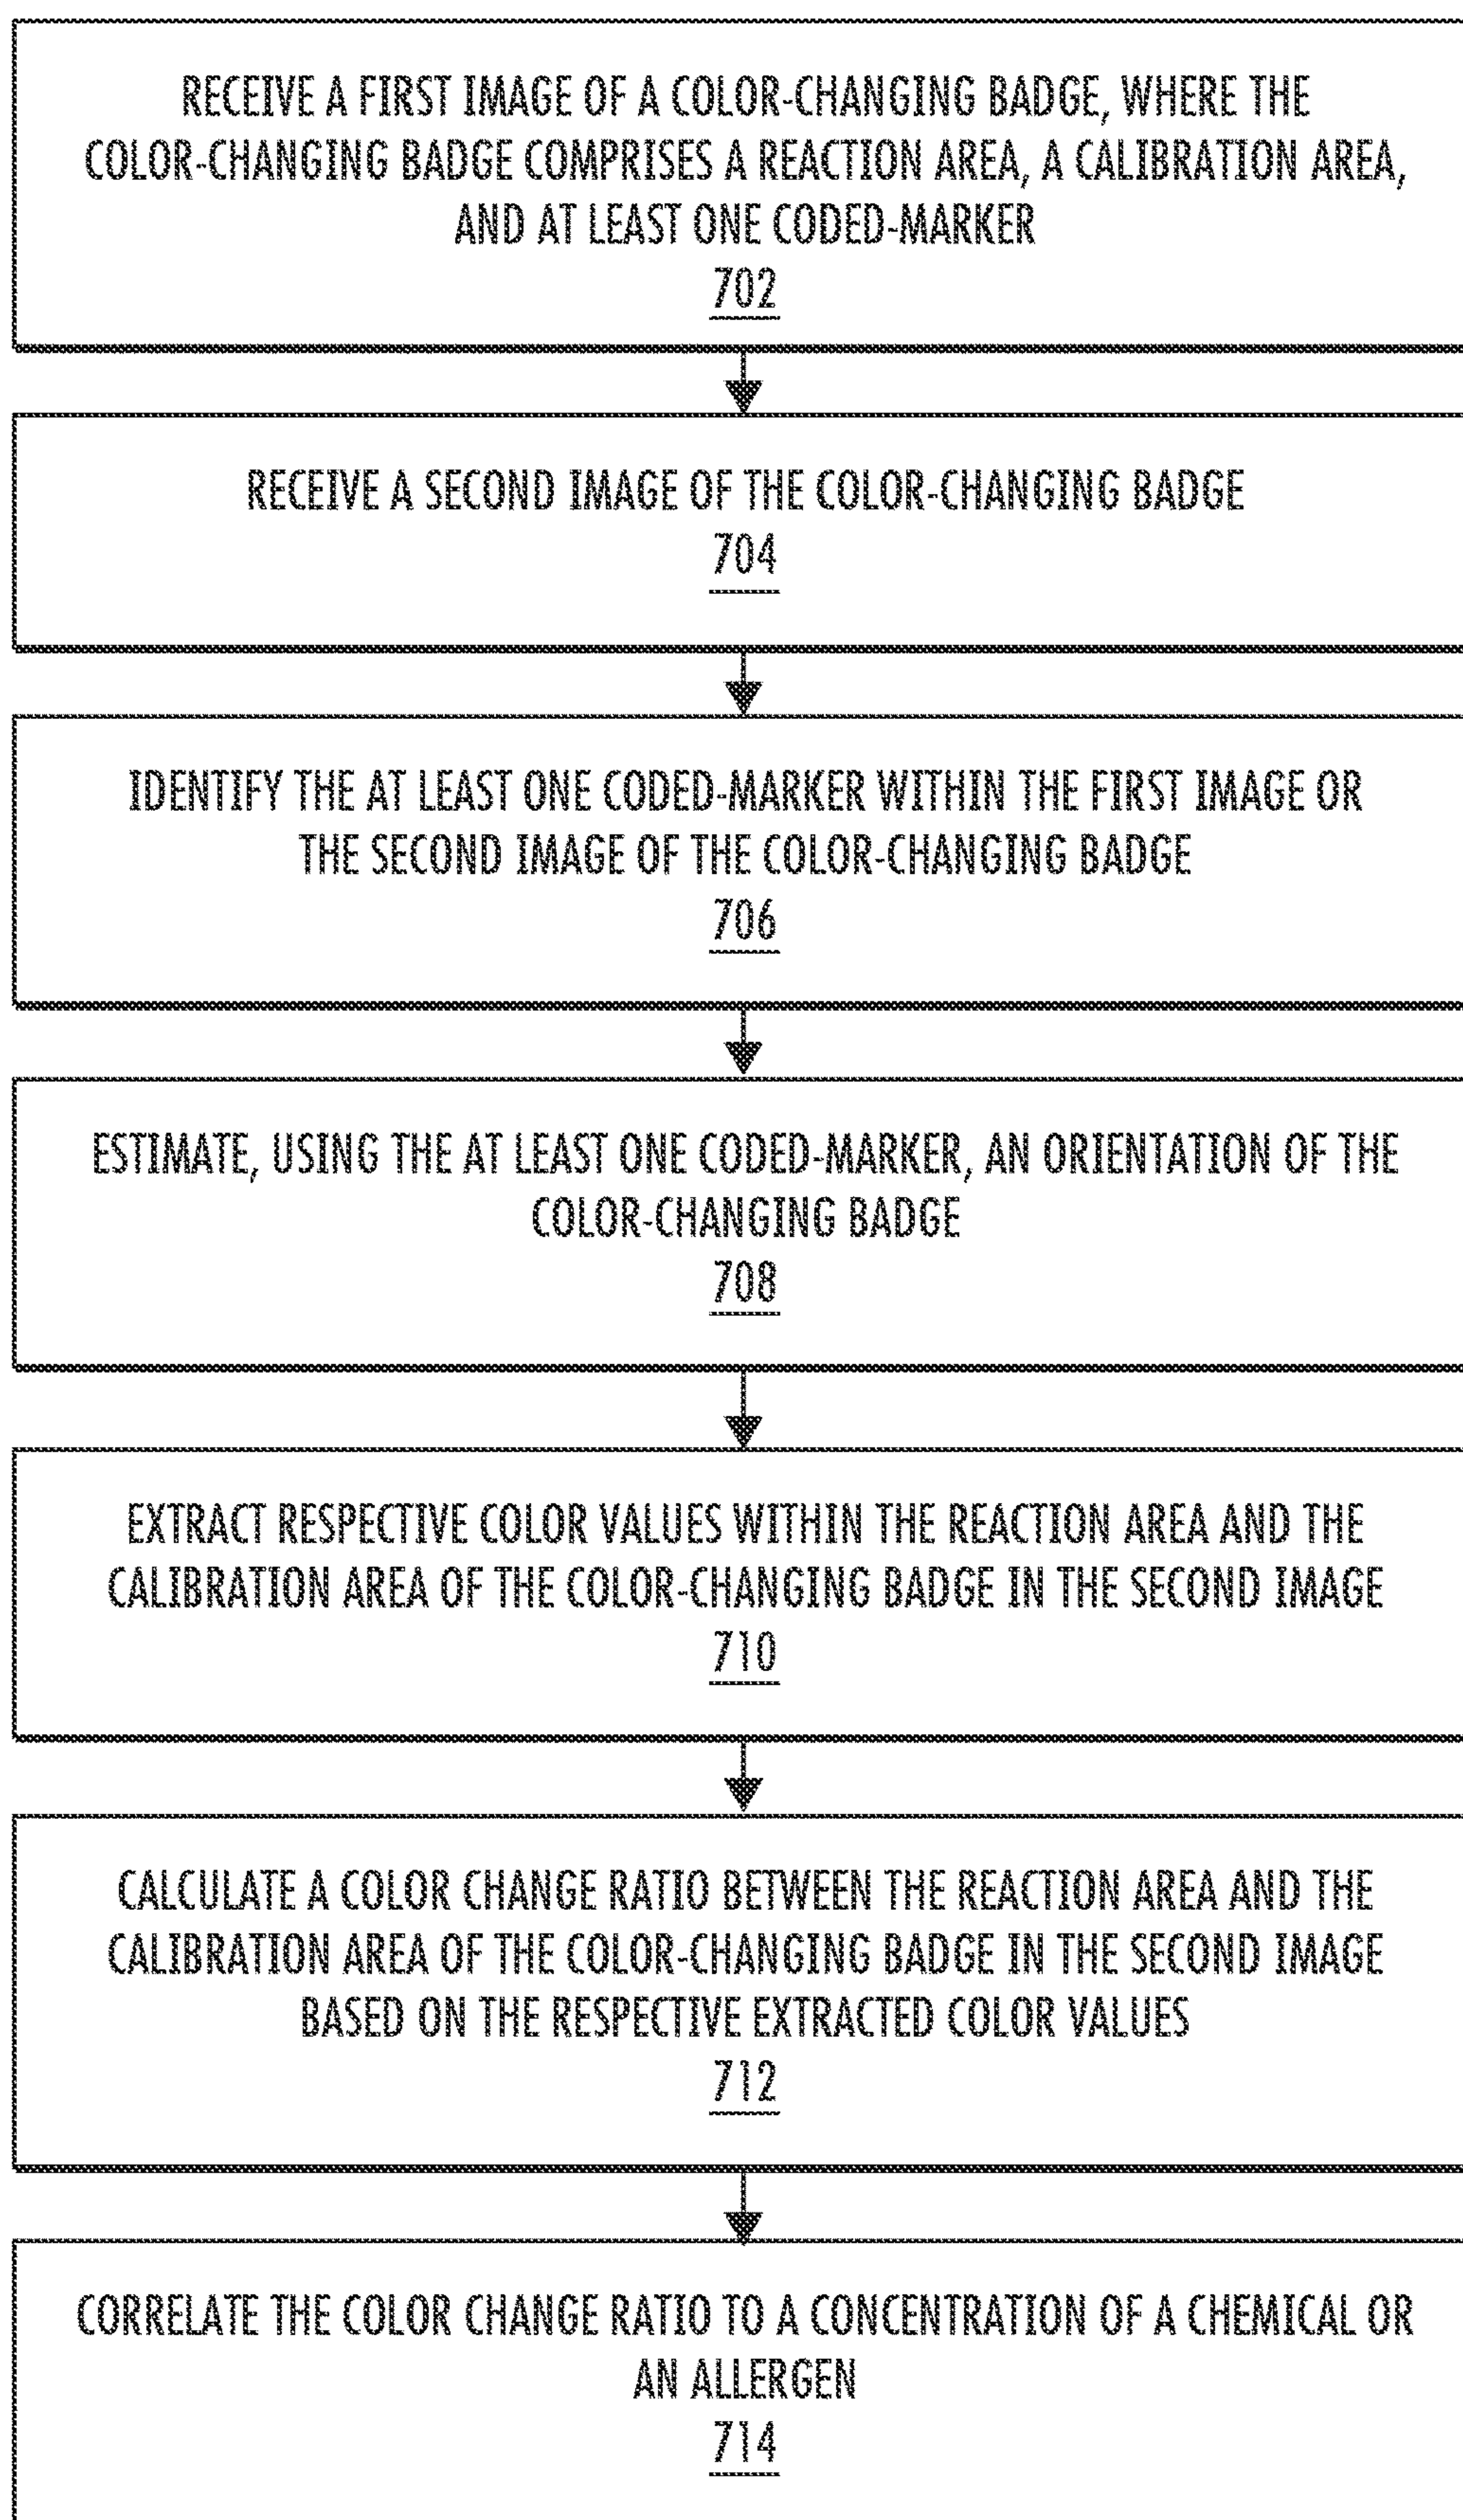 RECEIVE A FIRST IMAGE OF A COLOR-CHANGING BADGE, WHERE THE
COLOR-CHANGING BADGE COMPRISES A REACTION AREA, A CALIBRATION AREA,
AND AT LEAST ONE CODED-MARKER
702
RECEIVE A SECOND IMAGE OF THE COLOR-CHANGING BADGE
704
IDENTIFY THE AT LEAST ONE CODED-MARKER WITHIN THE FIRST IMAGE OR
THE SECOND IMAGE OF THE COLOR-CHANGING BADGE
706
ESTIMATE, USING THE AT LEAST ONE CODED-MARKER, AN ORIENTATION OF THE
COLOR-CHANGING BADGE
708
EXTRACT RESPECTIVE COLOR VALUES WITHIN THE REACTION AREA AND THE
CALIBRATION AREA OF THE COLOR-CHANGING BADGE IN THE SECOND IMAGE
710
CALCULATE A COLOR CHANGE RATIO BETWEEN THE REACTION AREA AND THE
CALIBRATION AREA OF THE COLOR-CHANGING BADGE IN THE SECOND IMAGE
BASED ON THE RESPECTIVE EXTRACTED COLOR VALUES
712
CORRELATE THE COLOR CHANGE RATIO TO A CONCENTRATION OF A CHEMICAL OR
AN ALLERGEN
714